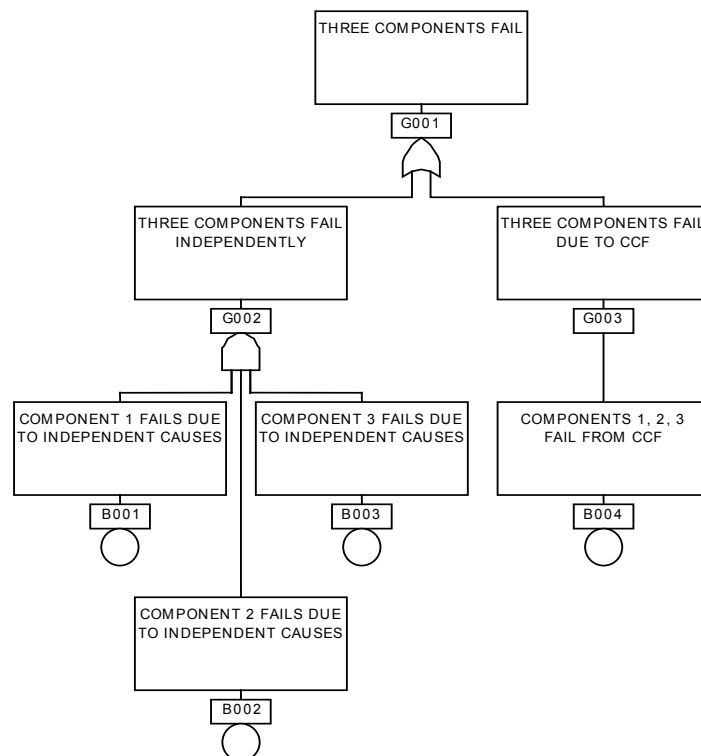 THREE COMPONENTS FAIL
G001
THREE COMPONENTS FAIL
INDEPENDENTLY
THREE COMPONENTS FAIL
DUE TO CCF
G002
G003
COMPONENT 1 FAILS DUE
TO INDEPENDENT CAUSES
COMPONENT 3 FAILS DUE
TO INDEPENDENT CAUSES
COMPONENTS 1, 2, 3
FAIL FROM CCF
B001
B003
B004
COMPONENT 2 FAILS DUE
TO INDEPENDENT CAUSES
B002